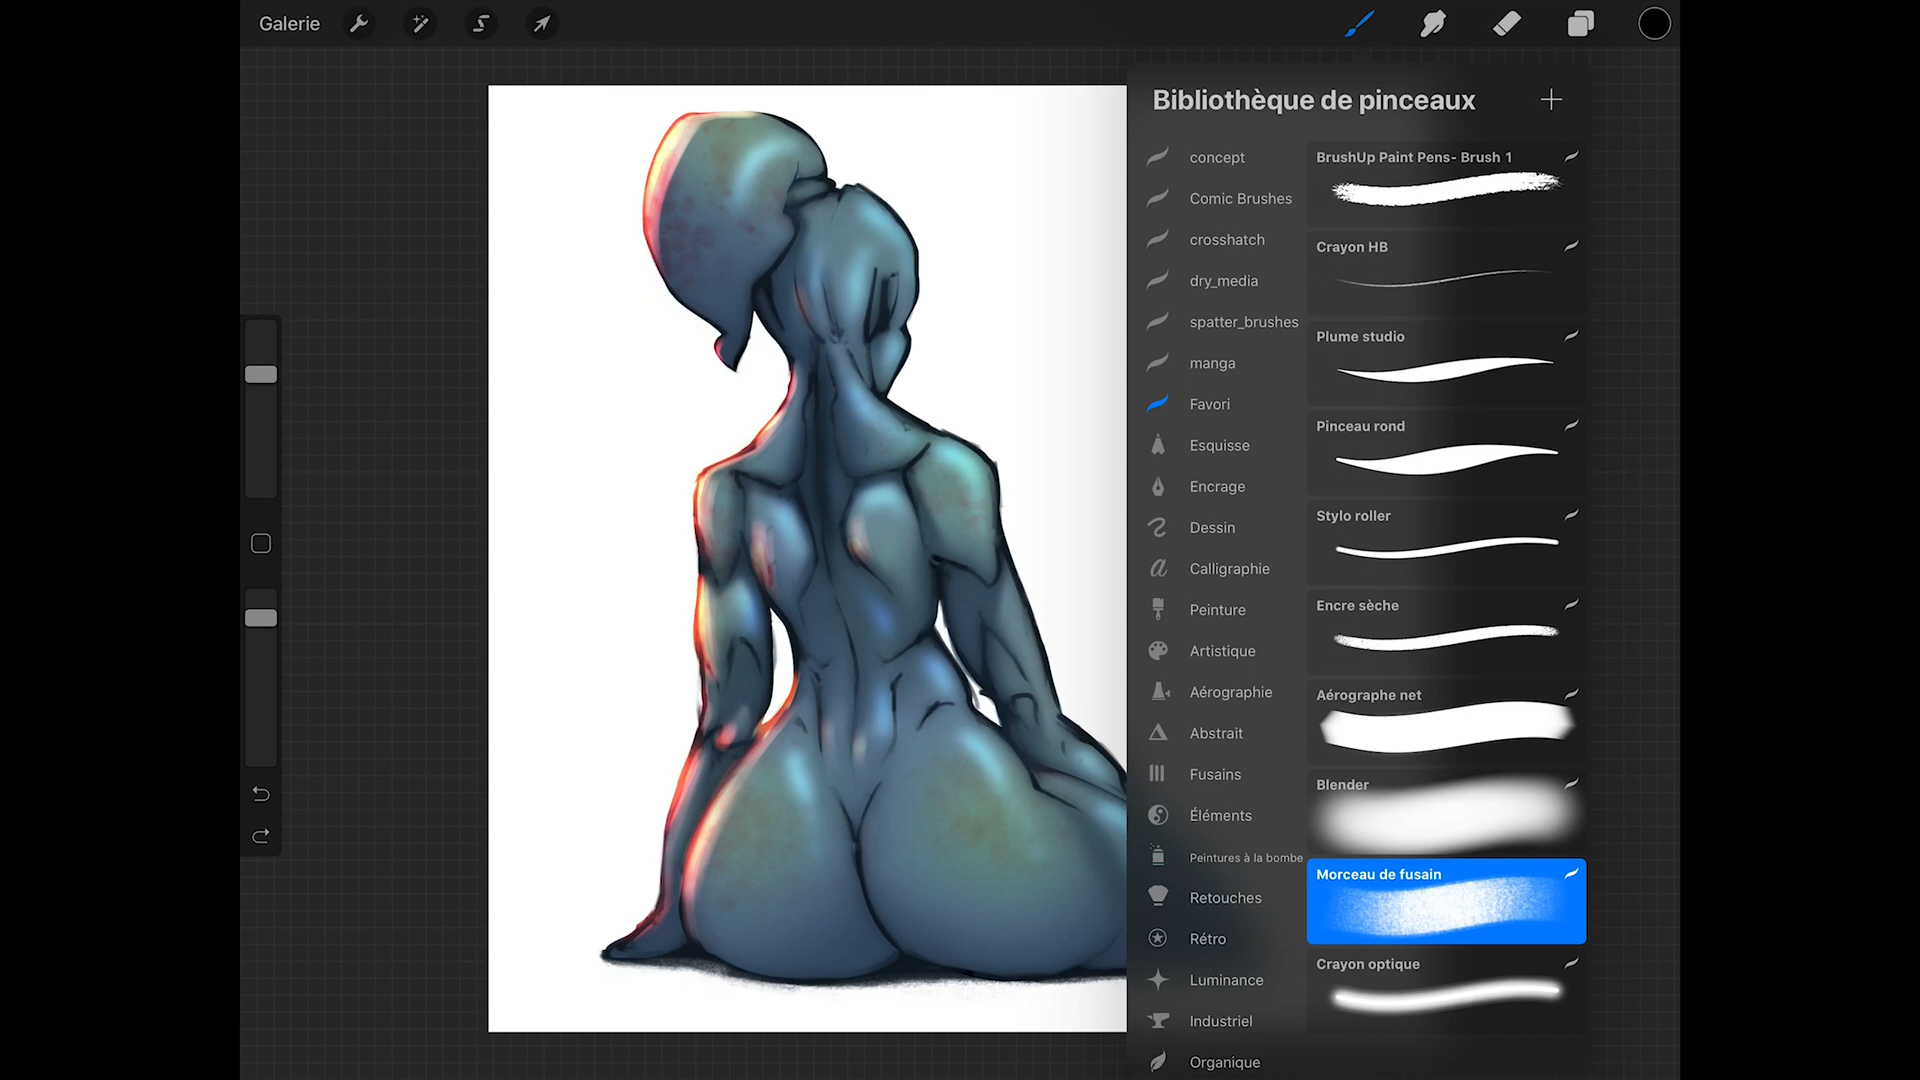 Galerie
Bibliothèque de pinceaux
concept
Comic Brushes
crosshatch
dry_media
spatter_brushes
manga
Favori
Esquisse
Encrage
Dessin
Calligraphie
Peinture
Artistique
Aérographie
Abstrait
Fusains
Éléments
Peintures à la bombe
Retouches
Rétro
Luminance
Industriel
Organique
BrushUp Paint Pens- Brush 1
Crayon HB
Plume studio
Pinceau rond
Stylo roller
Encre sèche
Aérographe net
Blender
Morceau de fusain
Crayon optique